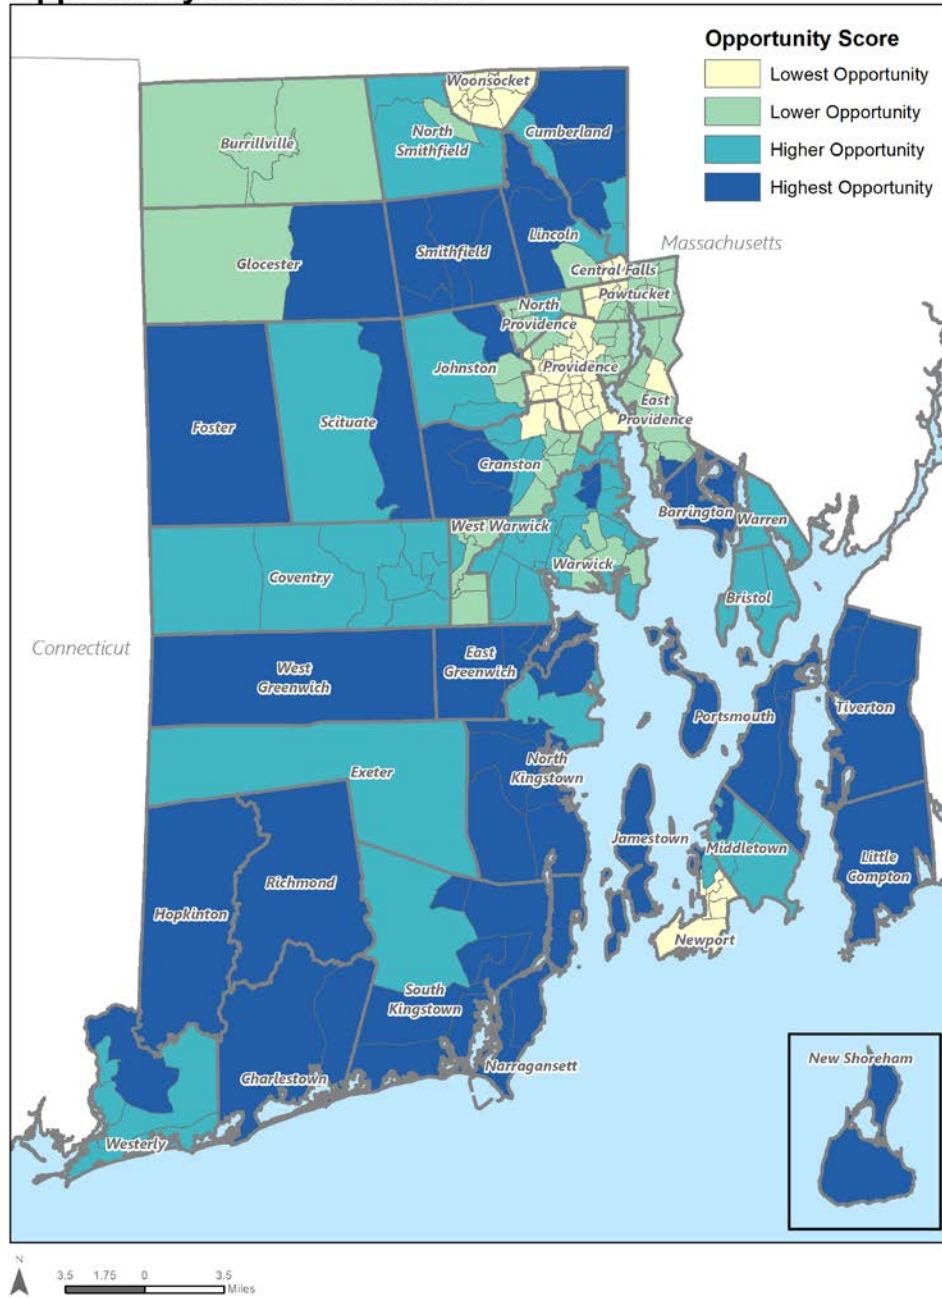 Opportunity Score
Lowest Opportunity
Lower Opportunity
Higher Opportunity
Highest Opportunity
Woonsocket
Burrillville
North
Smithfield
Cumberland
Massachusetts
Lincoln
Smithfield
Glocester
Central Falls
Pawtucket
North
Providence
Johnston
Providence
East
Providence
Foster
Scituate
Cranston
Barrington
Warren
West Warwick
Warwick
Coventry
Bristol
Connecticut
West
Greenwich
East
Greenwich
Portsmouth
Tiverton
North
Kingstown
Exeter
Jamestown
Middletown
Little
Compton
Richmond
Hopkinton
Newport
South
Kingstown
Narragansett
Charlestown
Westerly
New Shoreham
N
3.5 1.75 0 3.5
Miles